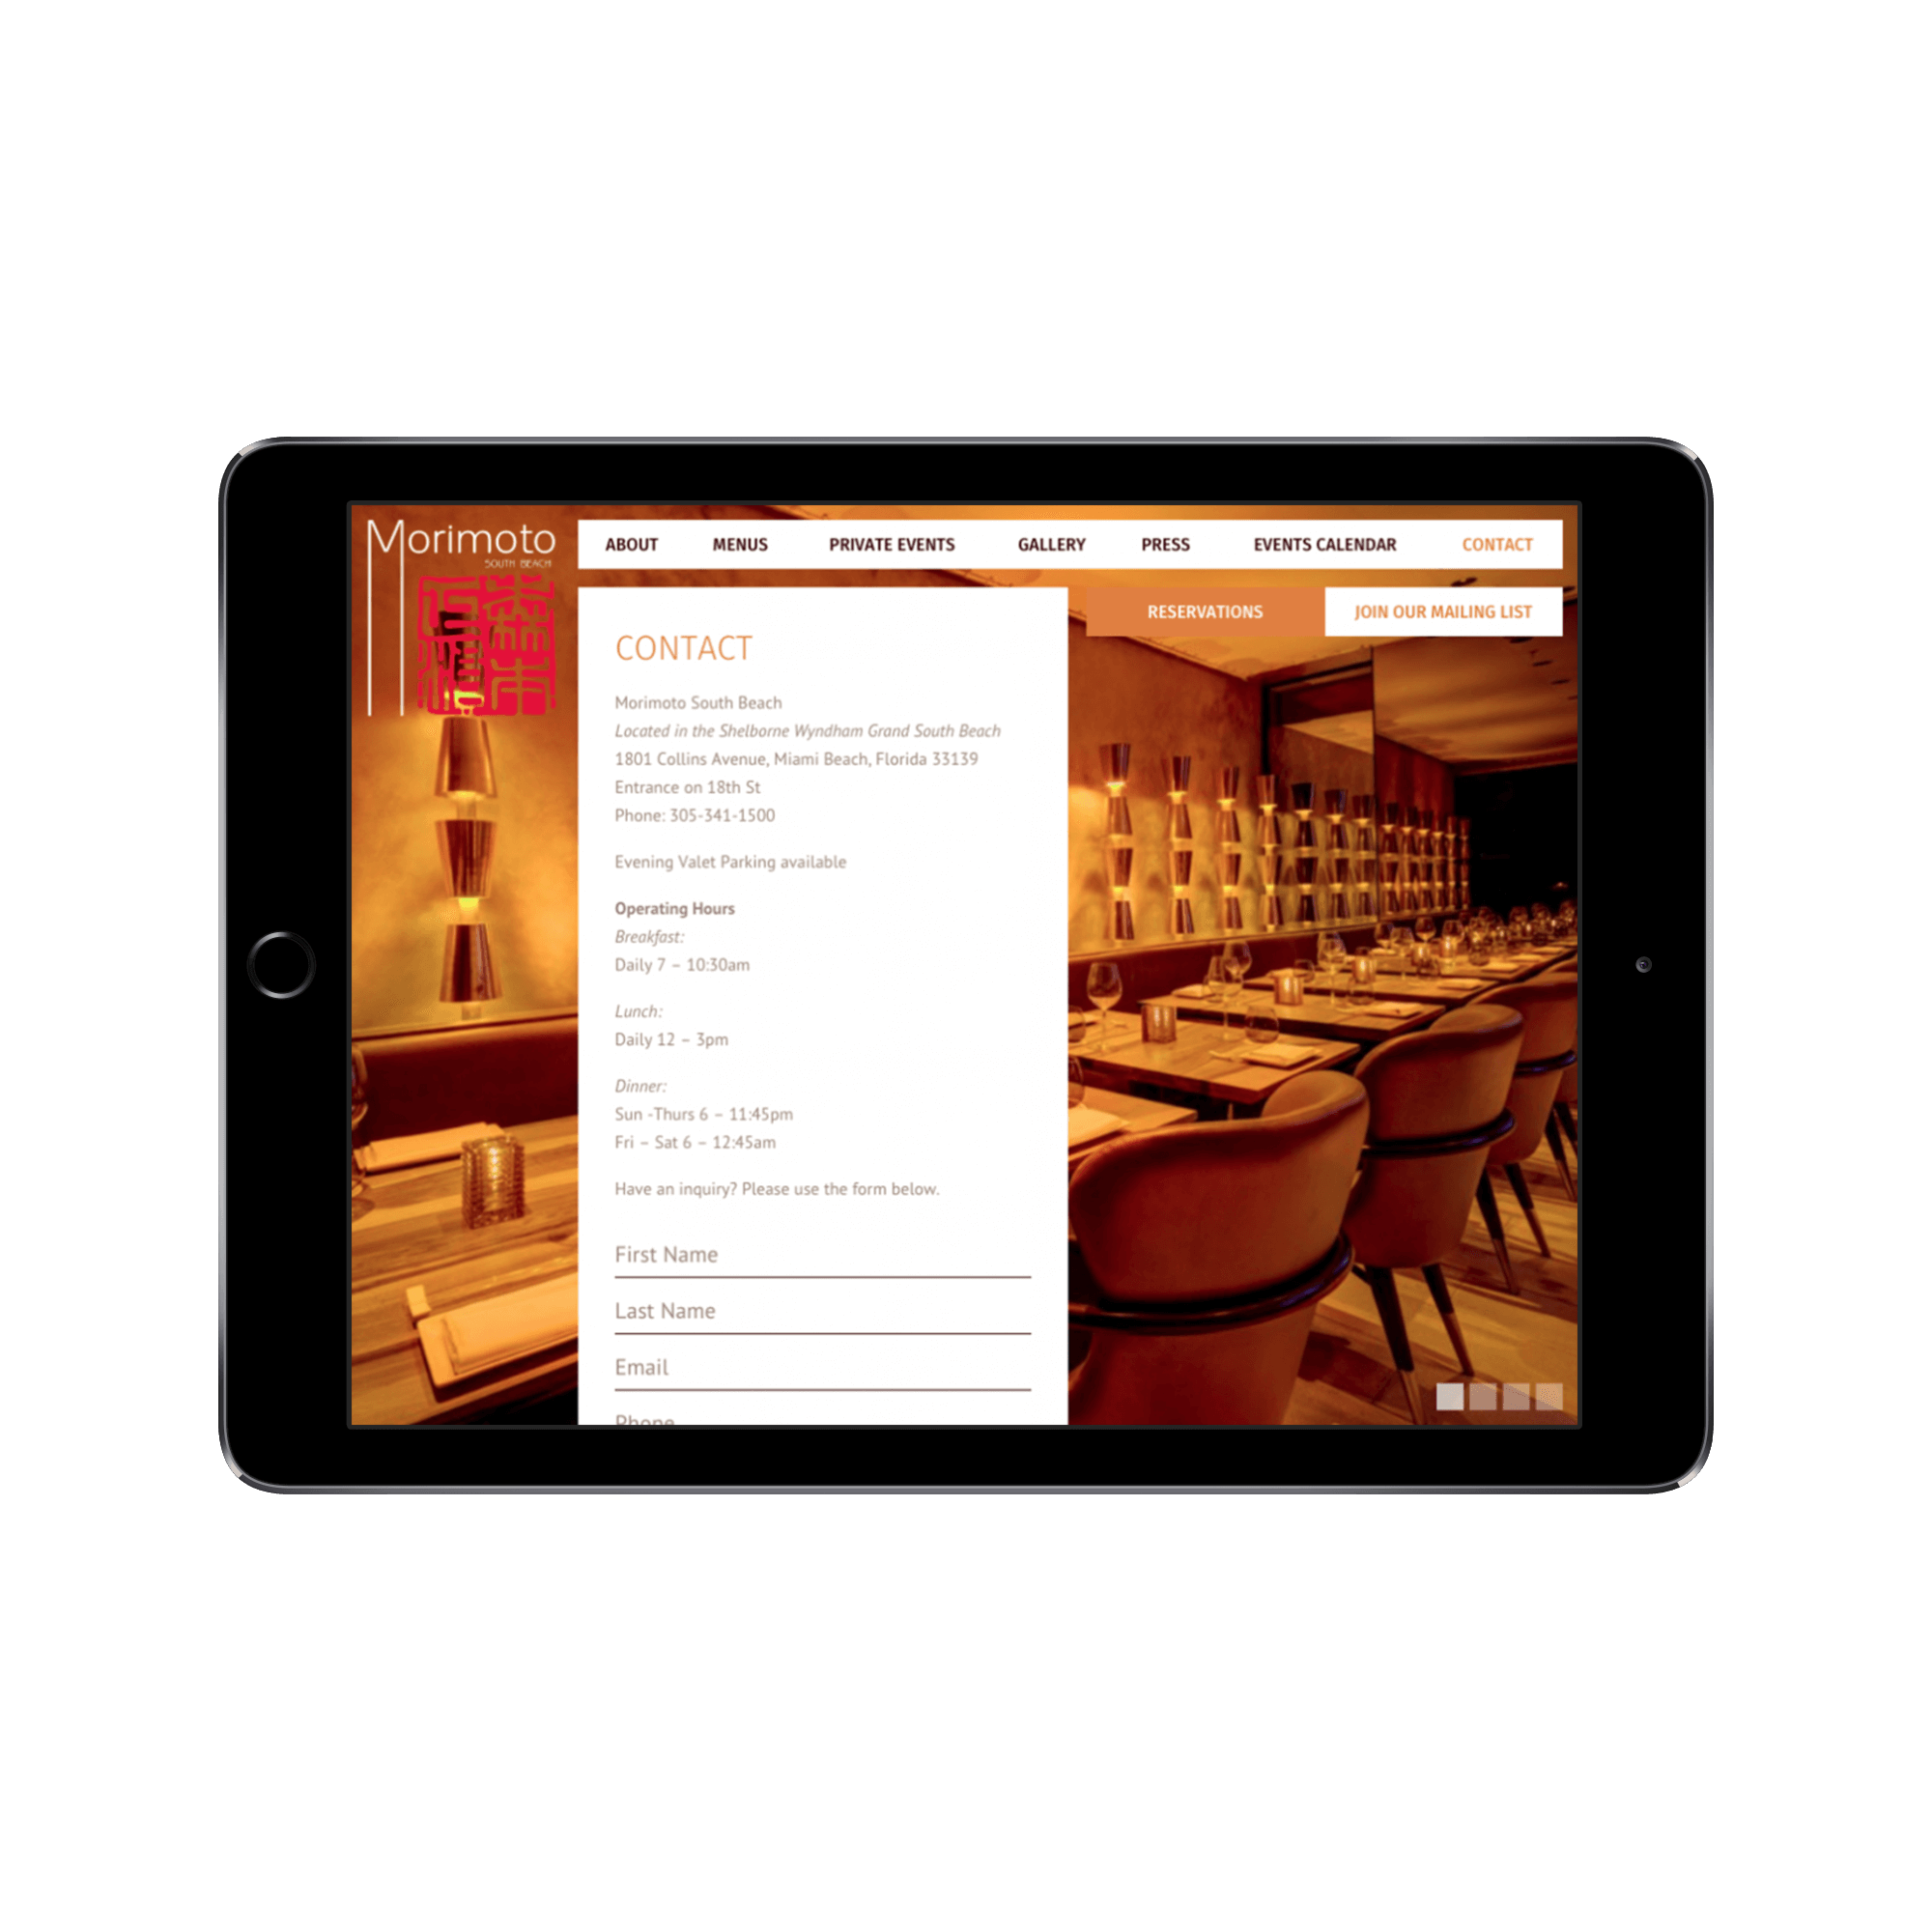 Morimoto
SOUTH BEACH
ABOUT MENUS PRIVATE EVENTS GALLERY PRESS EVENTS CALENDAR CONTACT
RESERVATIONS JOIN OUR MAILING LIST
CONTACT
Morimoto South Beach
Located in the Shelborne Wyndham Grand South Beach
1801 Collins Avenue, Miami Beach, Florida 33139
Entrance on 18th St
Phone: 305-341-1500
Evening Valet Parking available
Operating Hours
Breakfast:
Daily 7 – 10:30am
Lunch:
Daily 12 – 3pm
Dinner:
Sun -Thurs 6 – 11:45pm
Fri – Sat 6 – 12:45am
Have an inquiry? Please use the form below.
First Name
Last Name
Email
Phone